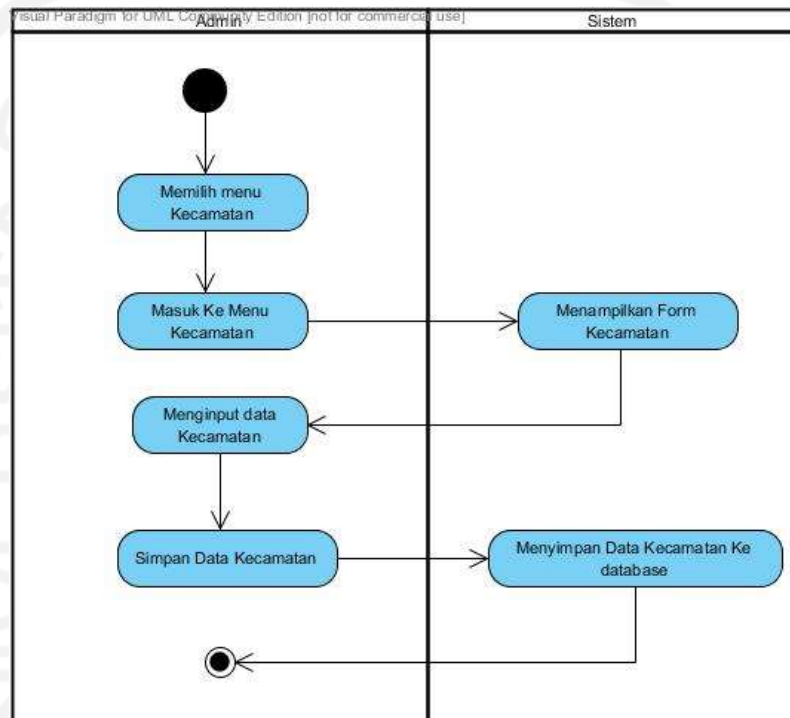 Visual Paradigm for UML Community Edition [not for commercial use]
Admin
Sistem
Memilih menu
Kecamatan
Masuk Ke Menu
Kecamatan
Menampilkan Form
Kecamatan
Menginput data
Kecamatan
Simpan Data Kecamatan
Menyimpan Data Kecamatan Ke
database